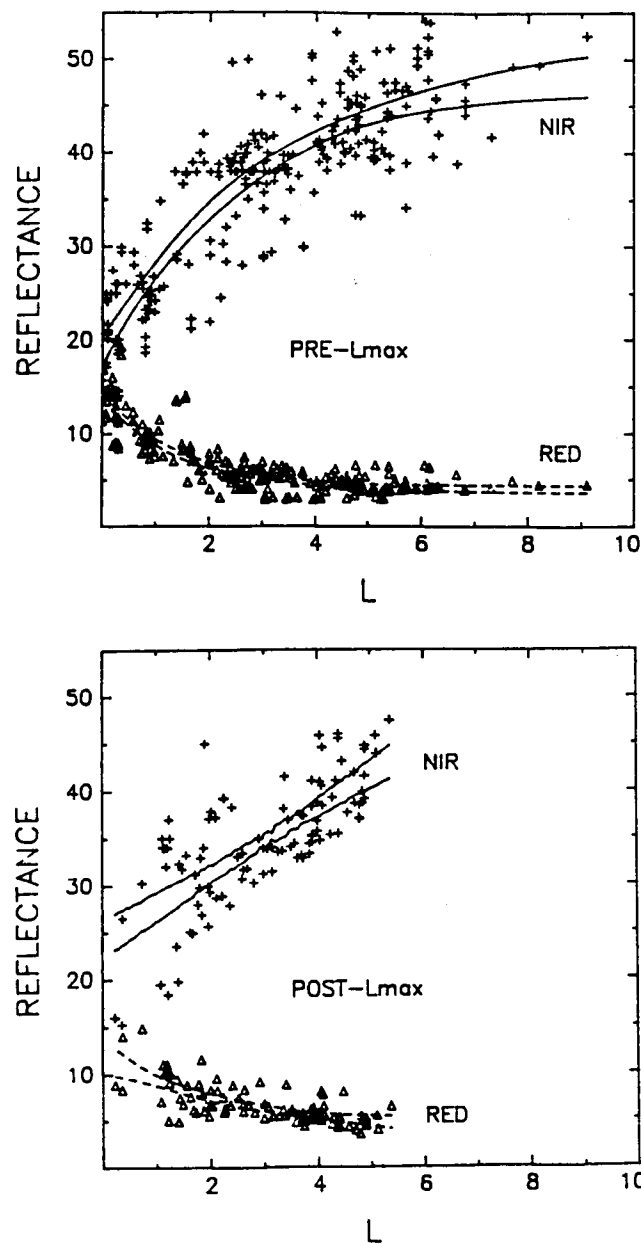 REFLECTANCE
50
40
30
20
10
NIR
PRE-Lmax
RED
2
4
6
8
10
L
REFLECTANCE
50
40
30
20
10
NIR
POST-Lmax
RED
2
4
6
8
10
L